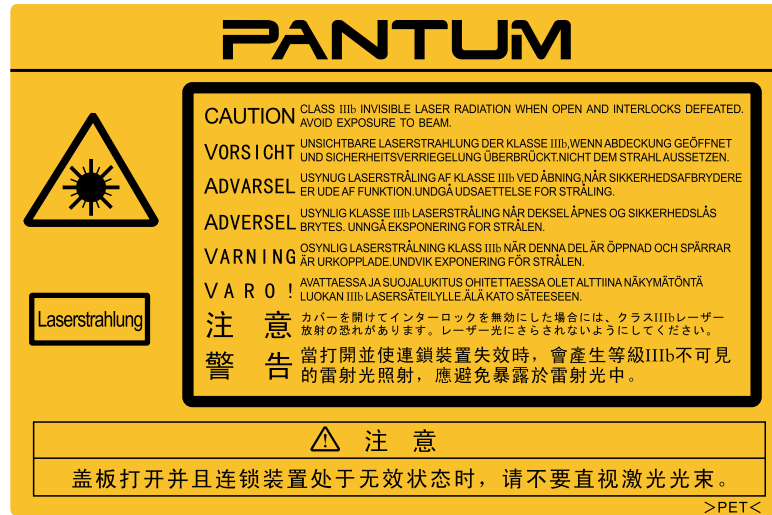 PANTUM
CAUTION CLASS IIIb INVISIBLE LASER RADIATION WHEN OPEN AND INTERLOCKS DEFEATED.
AVOID EXPOSURE TO BEAM.
VORSICHT UNSICHTBARE LASERSTRAHLUNG DER KLASSE IIIb,WENN ABDECKUNG GEÖFFNET
UND SICHERHEITSVERRIEGELUNG ÜBERBRÜCKT.NICHT DEM STRAHL AUSSETZEN.
ADVARSEL USYNUG LASERSTRÅLING AF KLASSE IIIb VED ÅBNING,NÅR SIKKERHEDSAFBRYDERE
ER UDE AF FUNKTION.UNDGÅ UDSAETTELSE FOR STRÅLING.
ADVERSEL USYNLIG KLASSE IIIb LASERSTRÅLING NÅR DEKSEL ÅPNES OG SIKKERHEDSLÅS
BRYTES. UNNGÅ EKSPONERING FOR STRÅLEN.
VARNING OSYNLIG LASERSTRÅLNING KLASS IIIb NÄR DENNA DEL ÄR ÖPPNAD OCH SPÄRRAR
ÄR URKOPPLADE.UNDVIK EXPONERING FÖR STRÅLEN.
VARO! AVATTAESSA JA SUOJALUKITUS OHITETTAESSA OLET ALTTIINA NÄKYMÄTÖNTÄ
LUOKAN IIIb LASERSÄTEILYLLE.ÄLÄ KATO SÄTEESEEN.
注 意 カバーを開けてインターロックを無効にした場合には、クラスIIIbレーザー
放射の恐れがあります。レーザー光にさらされないようにしてください。
警 告 當打開並使連鎖裝置失效時，會產生等級IIIb不可見
的雷射光照射，應避免暴露於雷射光中。
Laserstrahlung
注 意
盖板打开并且连锁装置处于无效状态时，请不要直视激光光束。
>PET<